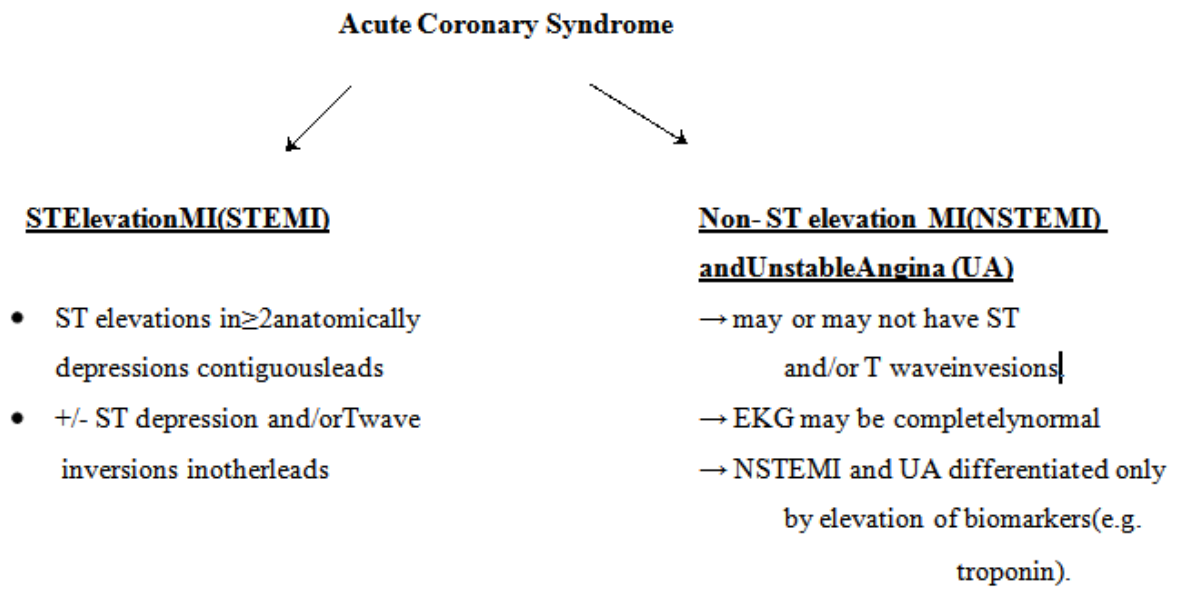 Acute Coronary Syndrome
STElevationMI(STEMI)
• ST elevations in≥2anatomically
depressions contiguousleads
• +/- ST depression and/orTwave
inversions inotherleads
Non- ST elevation MI(NSTEMI)
andUnstableAngina (UA)
→ may or may not have ST
and/or T waveinvesions.
→ EKG may be completelynormal
→ NSTEMI and UA differentiated only
by elevation of biomarkers(e.g.
troponin).